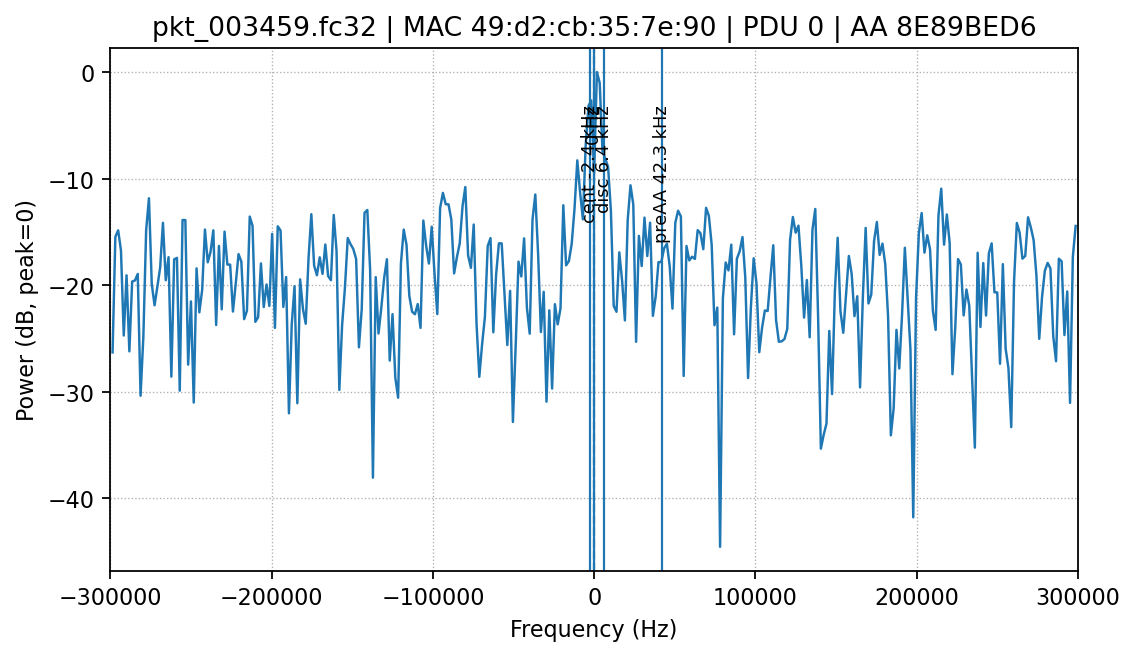 pkt_003459.fc32 | MAC 49:d2:cb:35:7e:90 | PDU 0 | AA 8E89BED6
Power (dB, peak=0)
0
−10
−20
−30
−40
cent -2.4 kHz
disc 6.4 kHz
preAA 42.3 kHz
−300000
−200000
−100000
0
100000
200000
300000
Frequency (Hz)